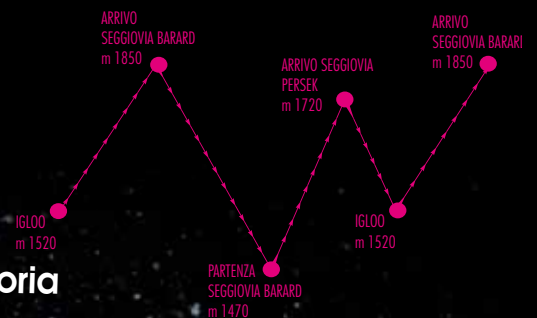 ARRIVO
SEGGIOVIA BARARD
m 1850
ARRIVO
SEGGIOVIA BARARI
m 1850
ARRIVO SEGGIOVIA
PERSEK
m 1720
IGLOO
m 1520
IGLOO
m 1520
PARTENZA
SEGGIOVIA BARARD
m 1470
oria